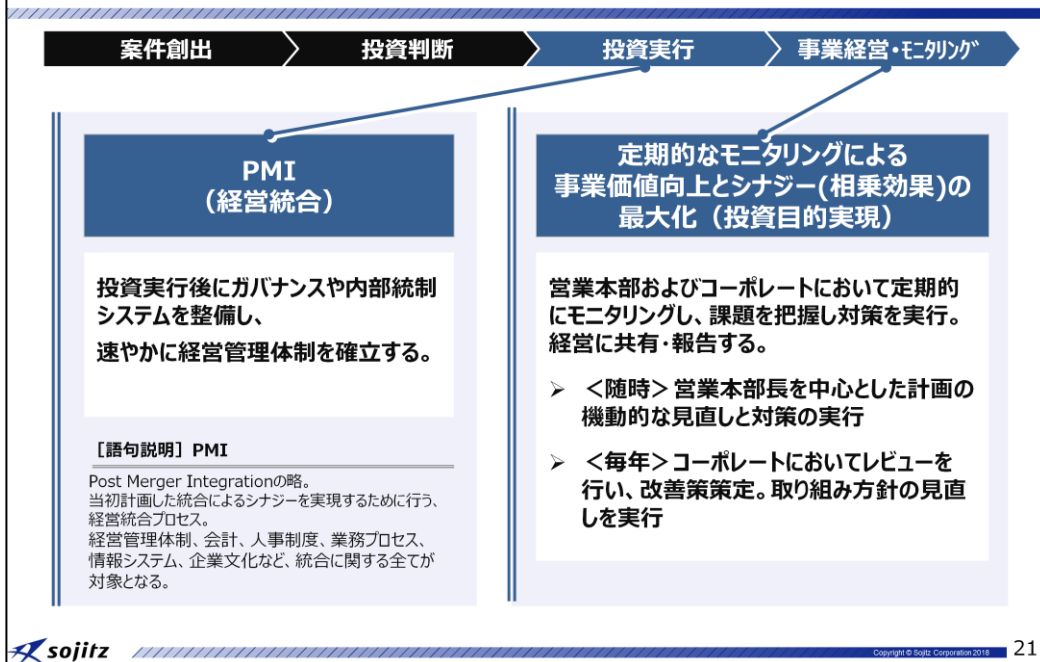 案件創出
投資判断
投資実行
事業経営・モニタリング
PMI
（経営統合）
投資実行後にガバナンスや内部統制
システムを整備し、
速やかに経営管理体制を確立する。
［語句説明］PMI
Post Merger Integrationの略。
当初計画した統合によるシナジーを実現するために行う、
経営統合プロセス。
経営管理体制、会計、人事制度、業務プロセス、
情報システム、企業文化など、統合に関する全てが
対象となる。
定期的なモニタリングによる
事業価値向上とシナジー(相乗効果)の
最大化（投資目的実現）
営業本部およびコーポレートにおいて定期的
にモニタリングし、課題を把握し対策を実行。
経営に共有・報告する。
➢ ＜随時＞営業本部長を中心とした計画の
機動的な見直しと対策の実行
➢ ＜毎年＞コーポレートにおいてレビューを
行い、改善策策定。取り組み方針の見直
しを実行
sojitz
Copyright © Sojitz Corporation 2018
21